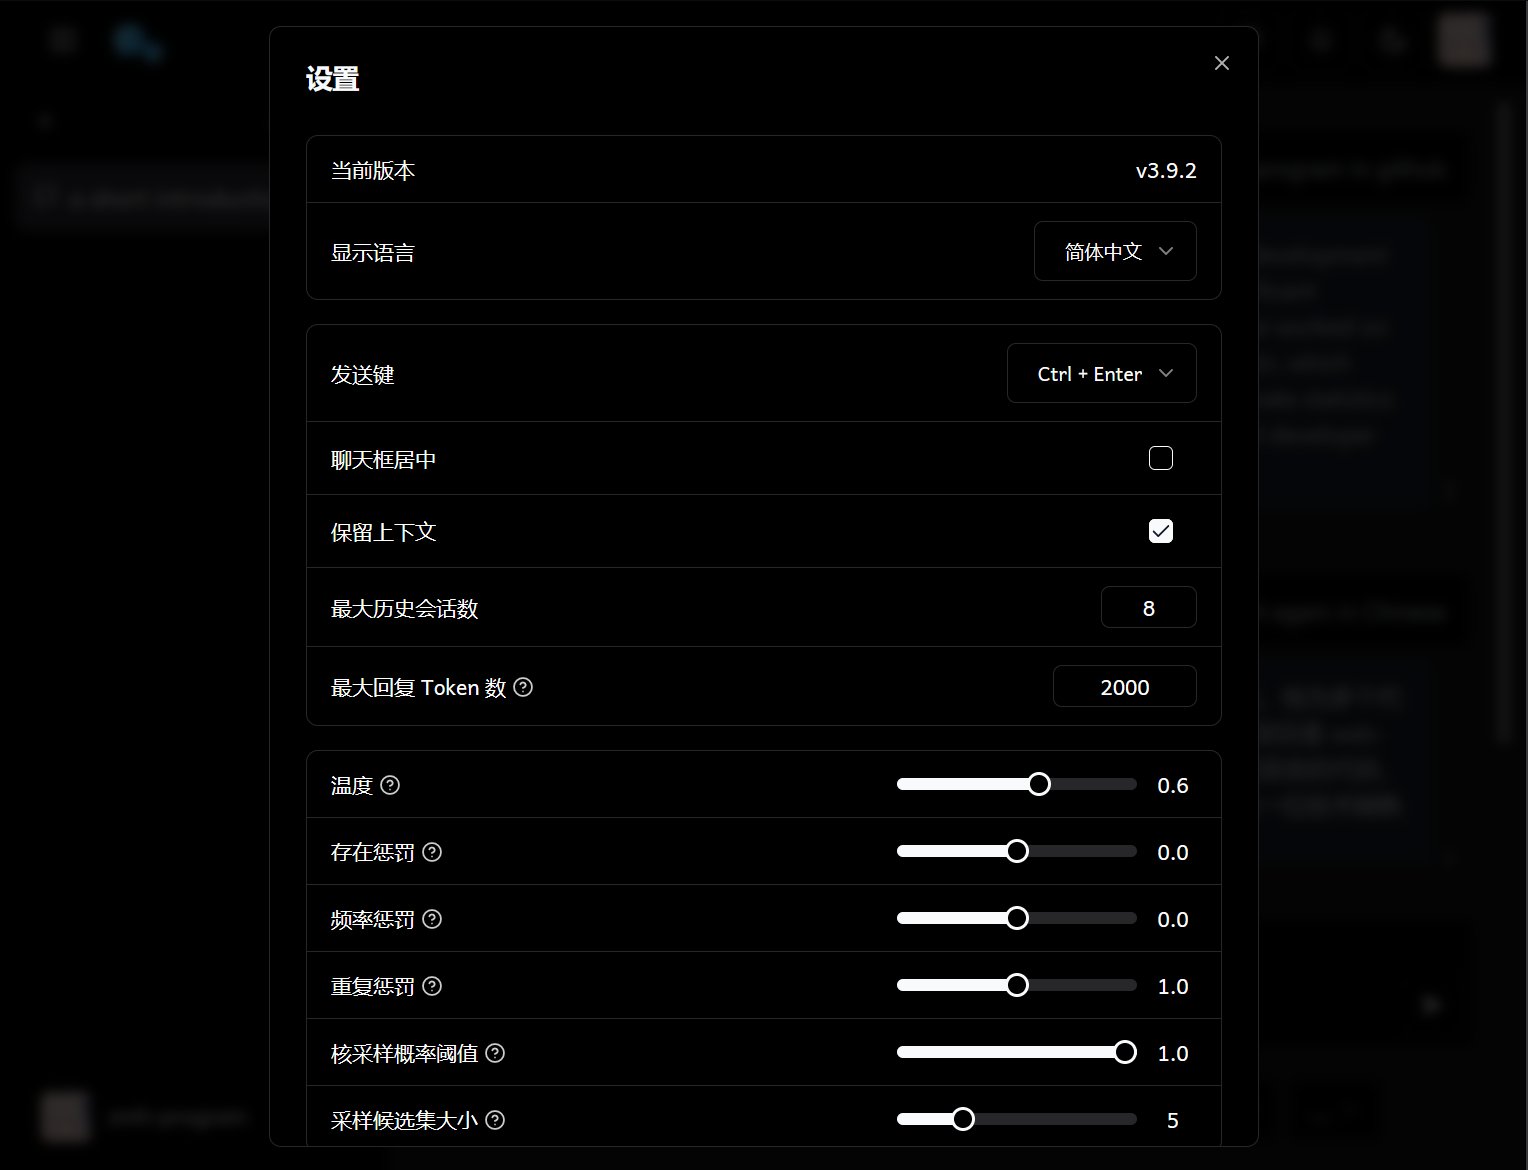 设置
当前版本 v3.9.2
显示语言 简体中文
发送键 Ctrl + Enter
聊天框居中
保留上下文
最大历史会话数 8
最大回复 Token 数 2000
温度 0.6
存在惩罚 0.0
频率惩罚 0.0
重复惩罚 1.0
核采样概率阈值 1.0
采样候选集大小 5